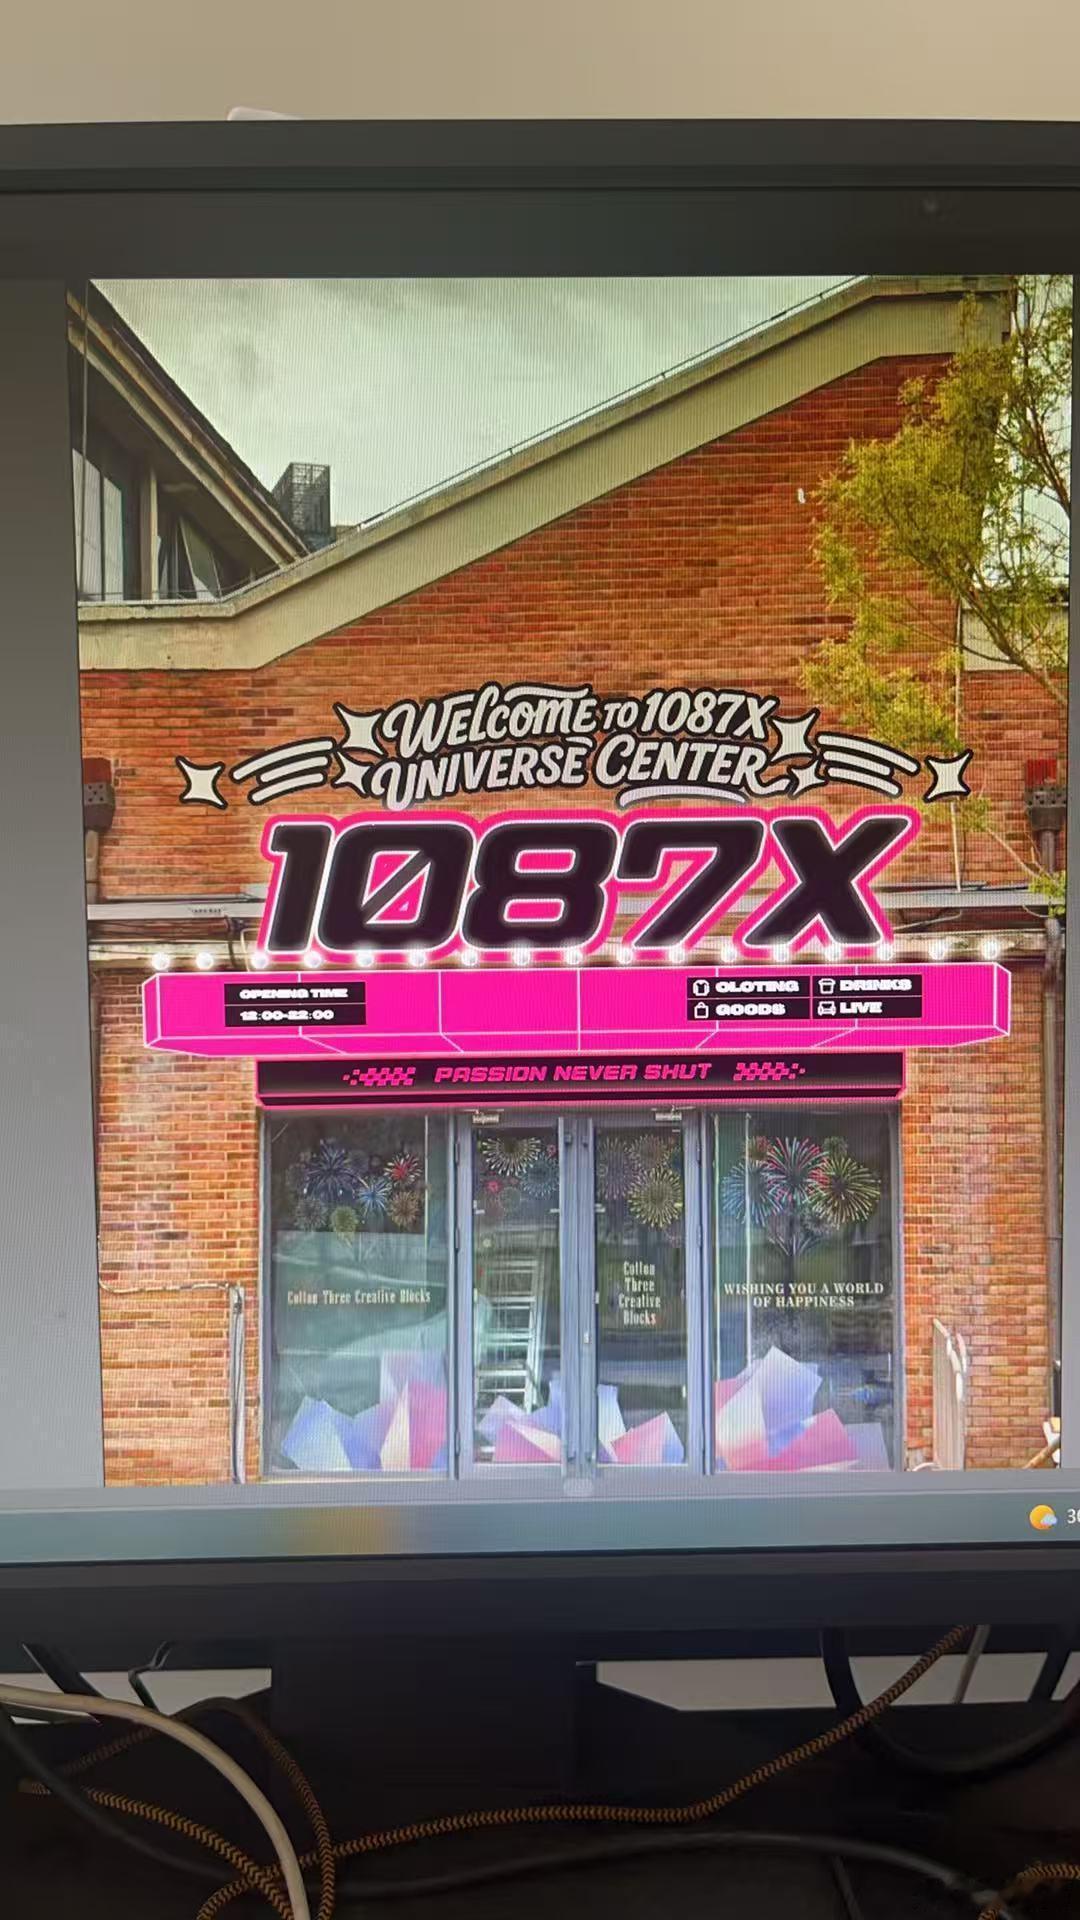 WELCOME TO 1087X
UNIVERSE CENTER
1087X
OPENING TIME
12:00-22:00
OLOTING
DRINKS
GOODS
LIVE
PASSION NEVER SHUT
Cotton Three Creative Blocks
Cotton
Three
Creative
Blocks
WISHING YOU A WORLD
OF HAPPINESS